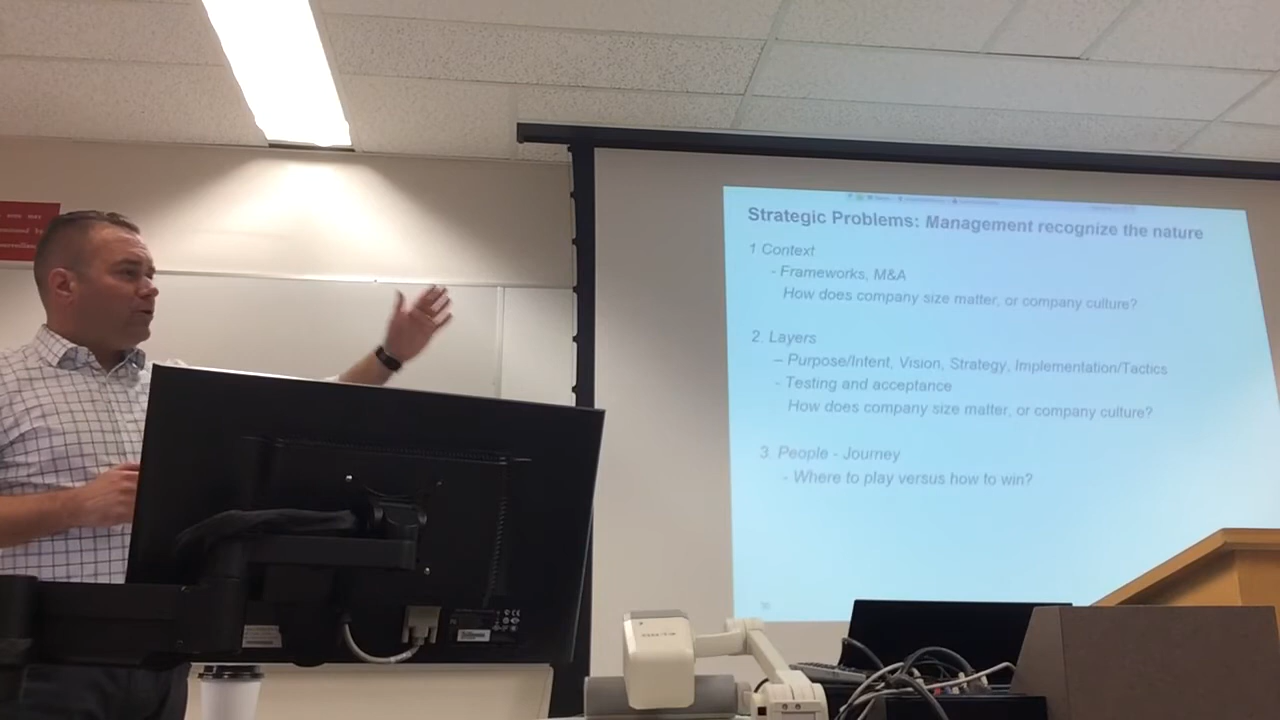 Strategic Problems: Management recognize the nature
1 Context
- Frameworks, M&A
How does company size matter, or company culture?
2. Layers
– Purpose/Intent, Vision, Strategy, Implementation/Tactics
- Testing and acceptance
How does company size matter, or company culture?
3. People - Journey
- Where to play versus how to win?